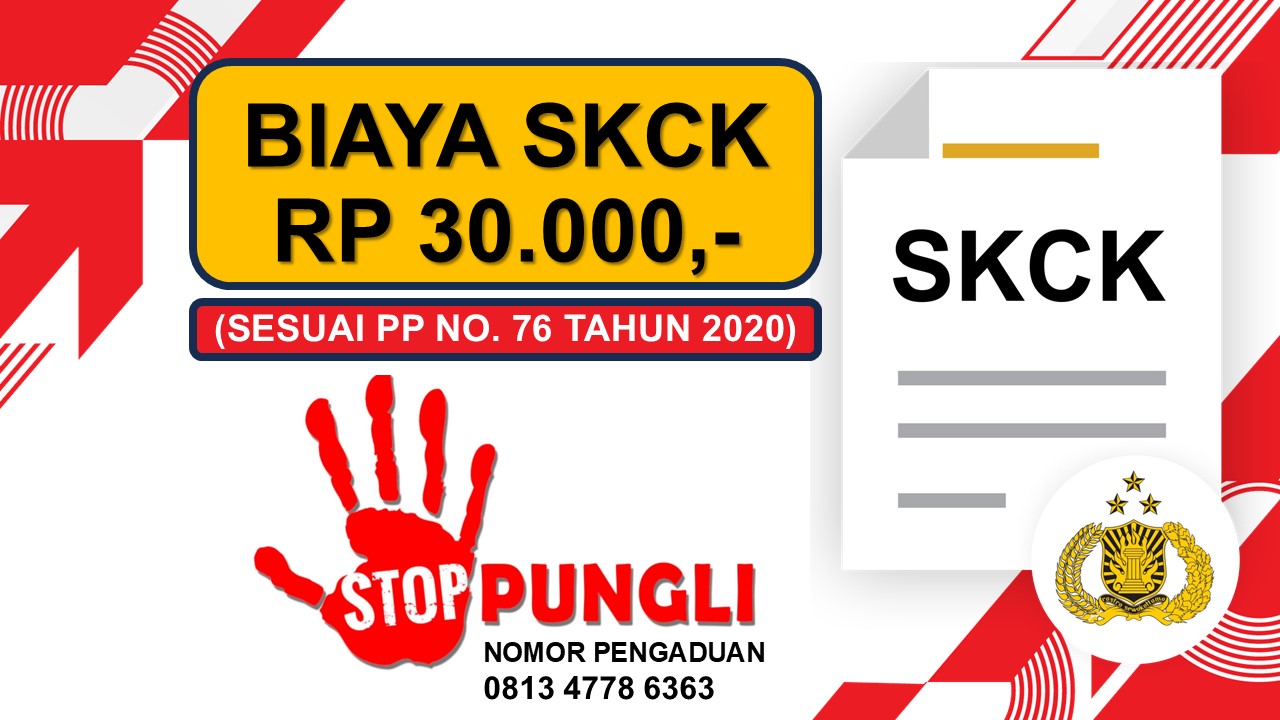 BIAYA SKCK
RP 30.000,-
(SESUAI PP NO. 76 TAHUN 2020)
SKCK
STOP PUNGLI
NOMOR PENGADUAN
0813 4778 6363